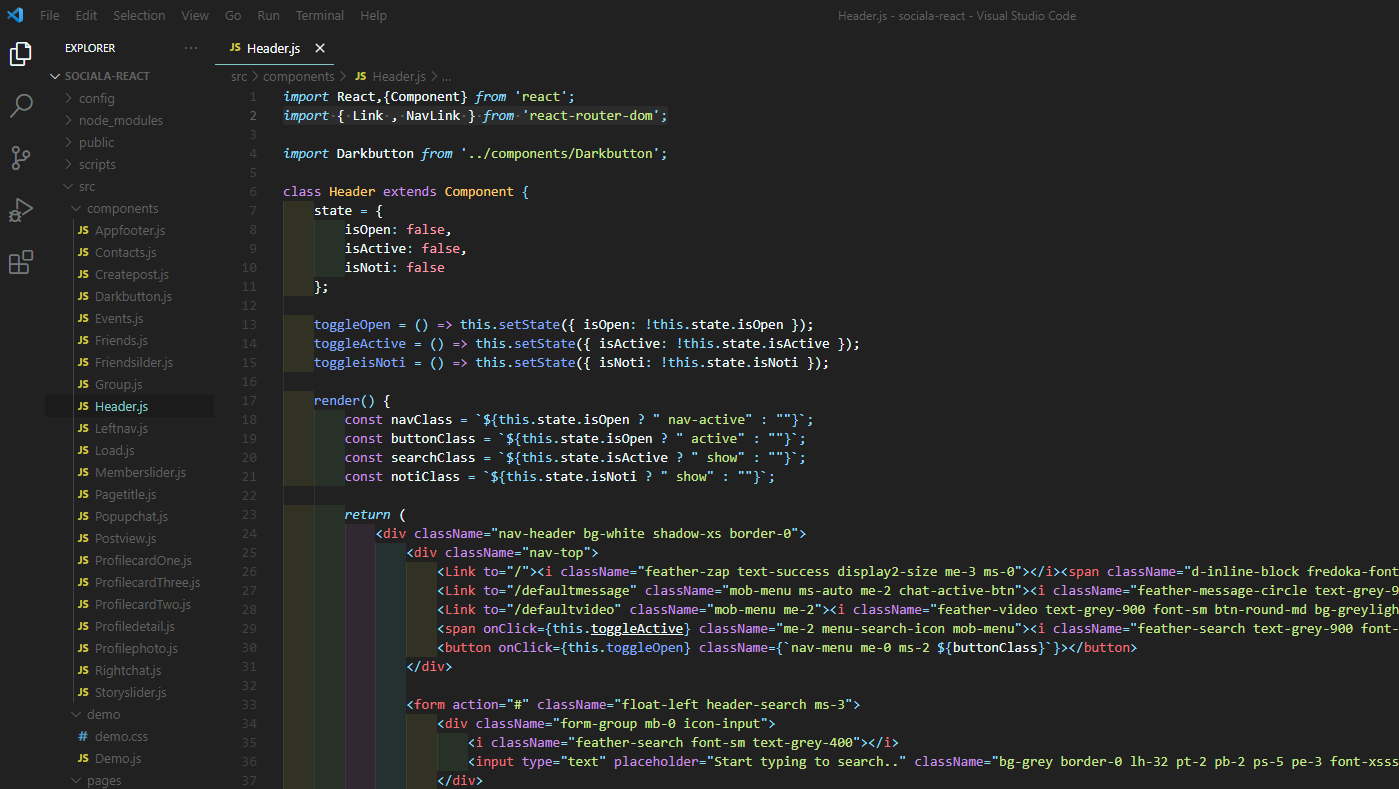 File Edit Selection View Go Run Terminal Help
Header.js - sociala-react - Visual Studio Code
EXPLORER ···
SOCIALA-REACT
config
node_modules
public
scripts
src
components
JS Appfooter.js
JS Contacts.js
JS Createpost.js
JS Darkbutton.js
JS Events.js
JS Friends.js
JS Friendsilder.js
JS Group.js
JS Header.js
JS Leftnav.js
JS Load.js
JS Memberslider.js
JS Pagetitle.js
JS Popupchat.js
JS Postview.js
JS ProfilecardOne.js
JS ProfilecardThree.js
JS ProfilecardTwo.js
JS Profiledetail.js
JS Profilephoto.js
JS Rightchat.js
JS Storyslider.js
demo
# demo.css
JS Demo.js
pages
JS Header.js ×
src > components > JS Header.js > ...
1 import React,{Component} from 'react';
2 import { Link , NavLink } from 'react-router-dom';
3
4 import Darkbutton from '../components/Darkbutton';
5
6 class Header extends Component {
7 state = {
8 isOpen: false,
9 isActive: false,
10 isNoti: false
11 };
12
13 toggleOpen = () => this.setState({ isOpen: !this.state.isOpen });
14 toggleActive = () => this.setState({ isActive: !this.state.isActive });
15 toggleisNoti = () => this.setState({ isNoti: !this.state.isNoti });
16
17 render() {
18 const navClass = `${this.state.isOpen ? " nav-active" : ""}`;
19 const buttonClass = `${this.state.isOpen ? " active" : ""}`;
20 const searchClass = `${this.state.isActive ? " show" : ""}`;
21 const notiClass = `${this.state.isNoti ? " show" : ""}`;
22
23 return (
24 <div className="nav-header bg-white shadow-xs border-0">
25 <div className="nav-top">
26 <Link to="/"><i className="feather-zap text-success display2-size me-3 ms-0"></i><span className="d-inline-block fredoka-font
27 <Link to="/defaultmessage" className="mob-menu ms-auto me-2 chat-active-btn"><i className="feather-message-circle text-grey-9
28 <Link to="/defaultvideo" className="mob-menu me-2"><i className="feather-video text-grey-900 font-sm btn-round-md bg-greyligh
29 <span onClick={this.toggleActive} className="me-2 menu-search-icon mob-menu"><i className="feather-search text-grey-900 font-
30 <button onClick={this.toggleOpen} className={`nav-menu me-0 ms-2 ${buttonClass}`}></button>
31 </div>
32
33 <form action="#" className="float-left header-search ms-3">
34 <div className="form-group mb-0 icon-input">
35 <i className="feather-search font-sm text-grey-400"></i>
36 <input type="text" placeholder="Start typing to search.." className="bg-grey border-0 lh-32 pt-2 pb-2 ps-5 pe-3 font-xsss
37 </div>